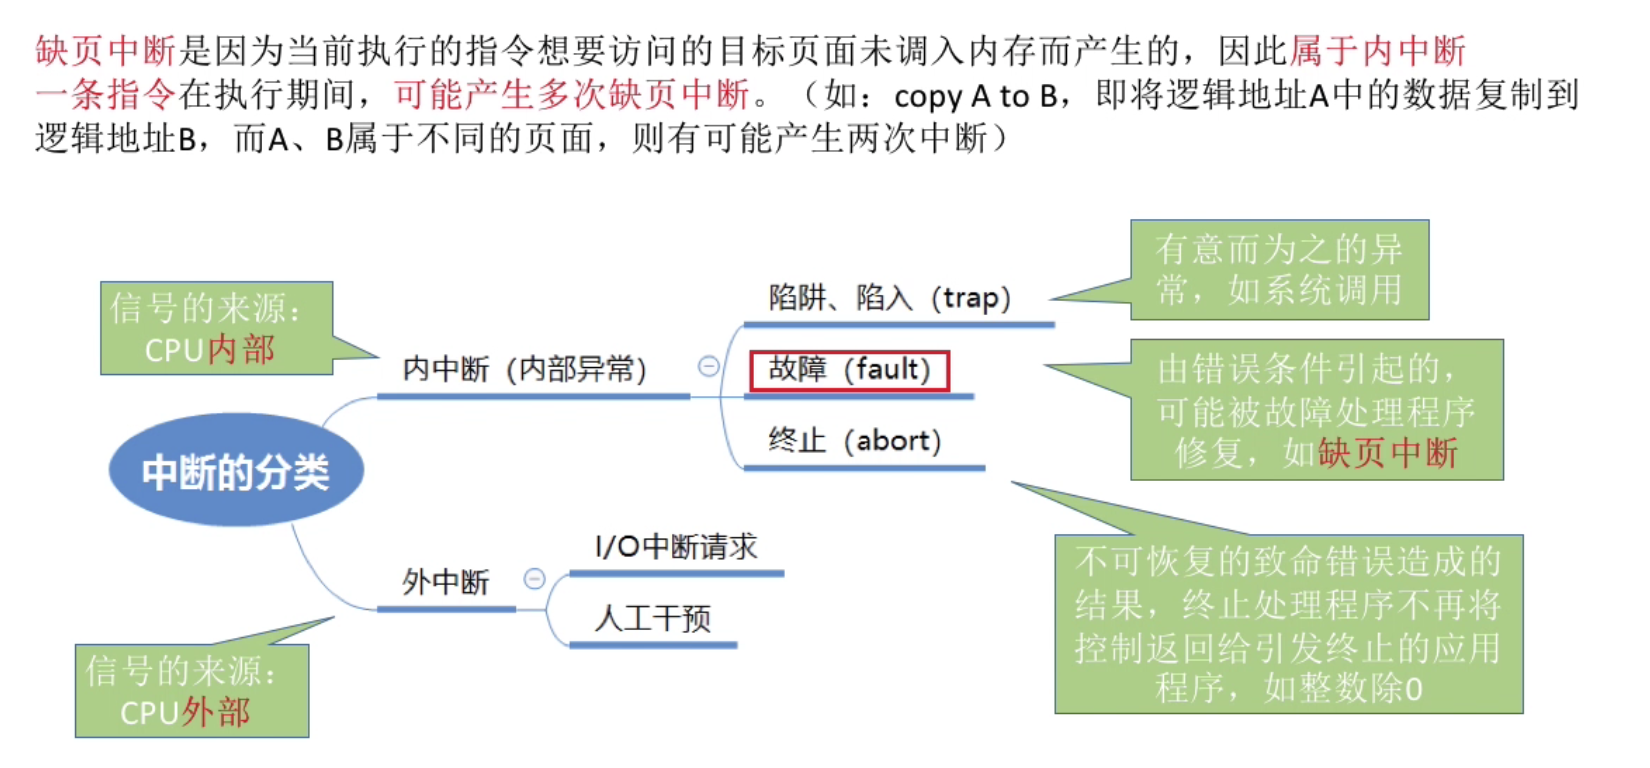 缺页中断是因为当前执行的指令想要访问的目标页面未调入内存而产生的，因此属于内中断
一条指令在执行期间，可能产生多次缺页中断。（如：copy A to B，即将逻辑地址A中的数据复制到
逻辑地址B，而A、B属于不同的页面，则有可能产生两次中断）
有意而为之的异
常，如系统调用
陷阱、陷入（trap）
信号的来源：
CPU内部
内中断（内部异常）
故障（fault）
由错误条件引起的，
可能被故障处理程序
修复，如缺页中断
终止（abort）
中断的分类
不可恢复的致命错误造成的
结果，终止处理程序不再将
控制返回给引发终止的应用
程序，如整数除0
I/O中断请求
外中断
人工干预
信号的来源：
CPU外部